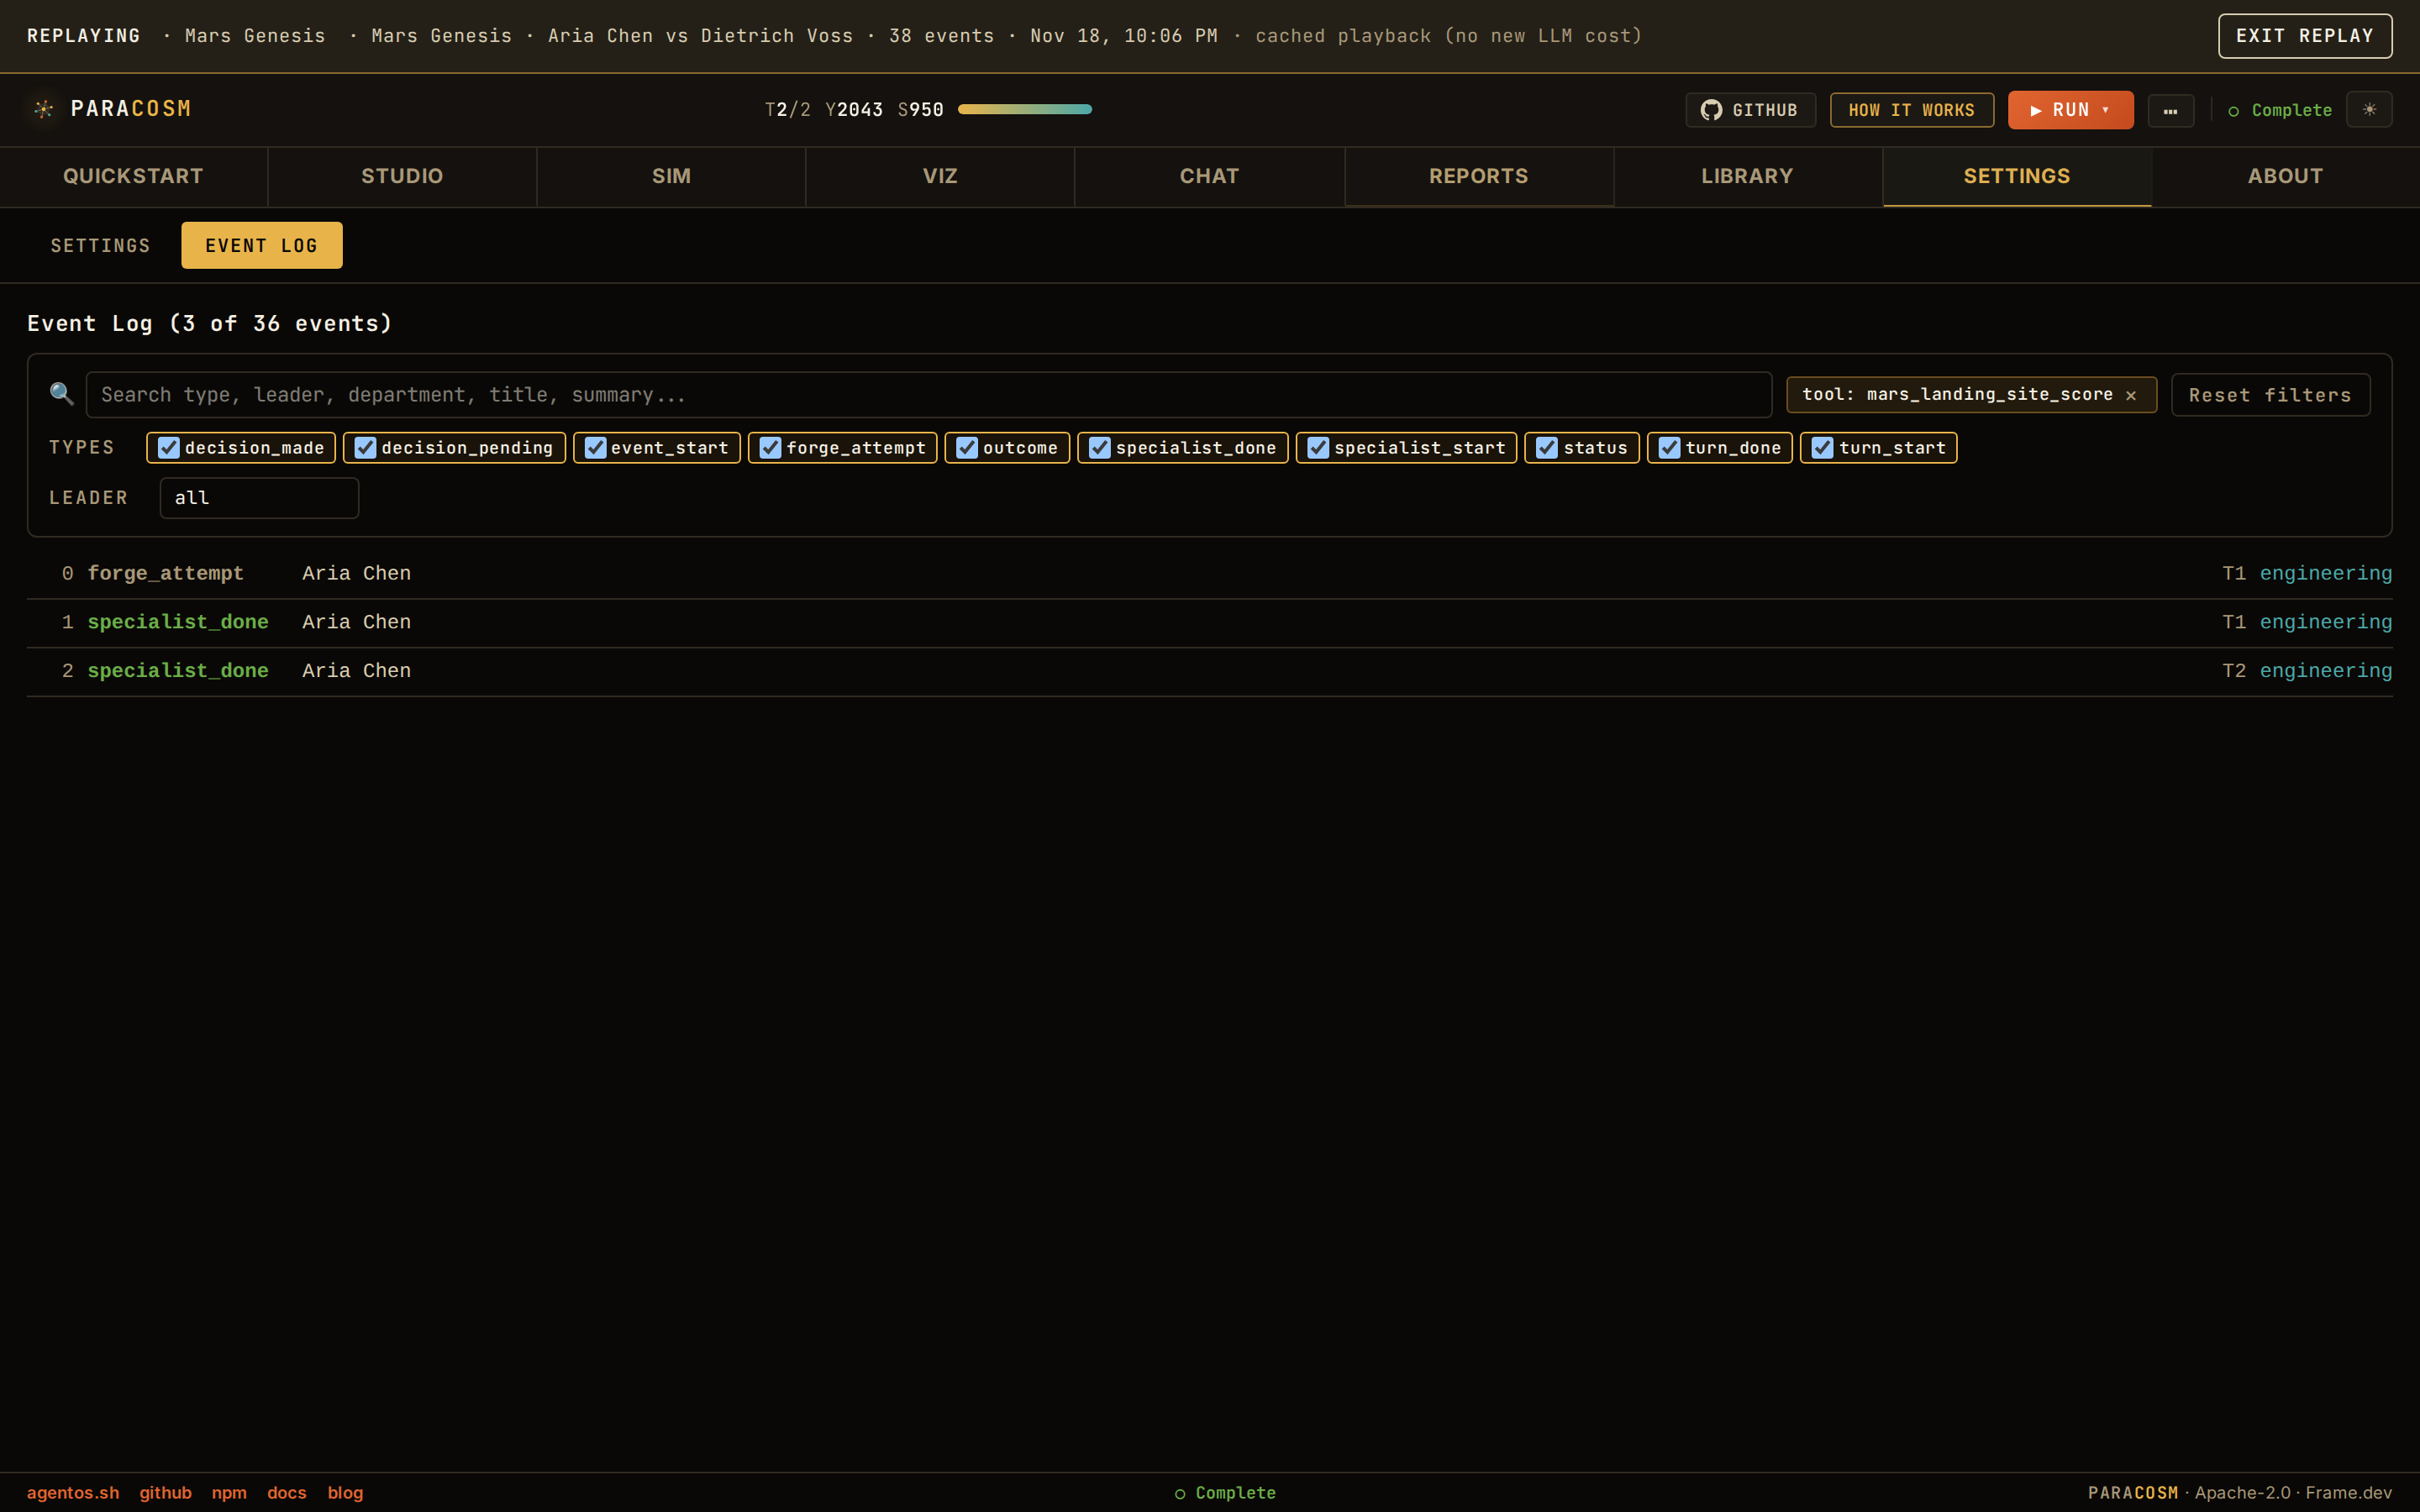 REPLAYING · Mars Genesis · Mars Genesis · Aria Chen vs Dietrich Voss · 38 events · Nov 18, 10:06 PM · cached playback (no new LLM cost) EXIT REPLAY
PARACOSM T2/2 Y2043 S950 GITHUB HOW IT WORKS ▶ RUN ▾ … ○ Complete
QUICKSTART STUDIO SIM VIZ CHAT REPORTS LIBRARY SETTINGS ABOUT
SETTINGS EVENT LOG
Event Log (3 of 36 events)
Search type, leader, department, title, summary... tool: mars_landing_site_score × Reset filters
TYPES decision_made decision_pending event_start forge_attempt outcome specialist_done specialist_start status turn_done turn_start
LEADER all
0 forge_attempt Aria Chen T1 engineering
1 specialist_done Aria Chen T1 engineering
2 specialist_done Aria Chen T2 engineering
agentos.sh github npm docs blog ○ Complete PARACOSM · Apache-2.0 · Frame.dev